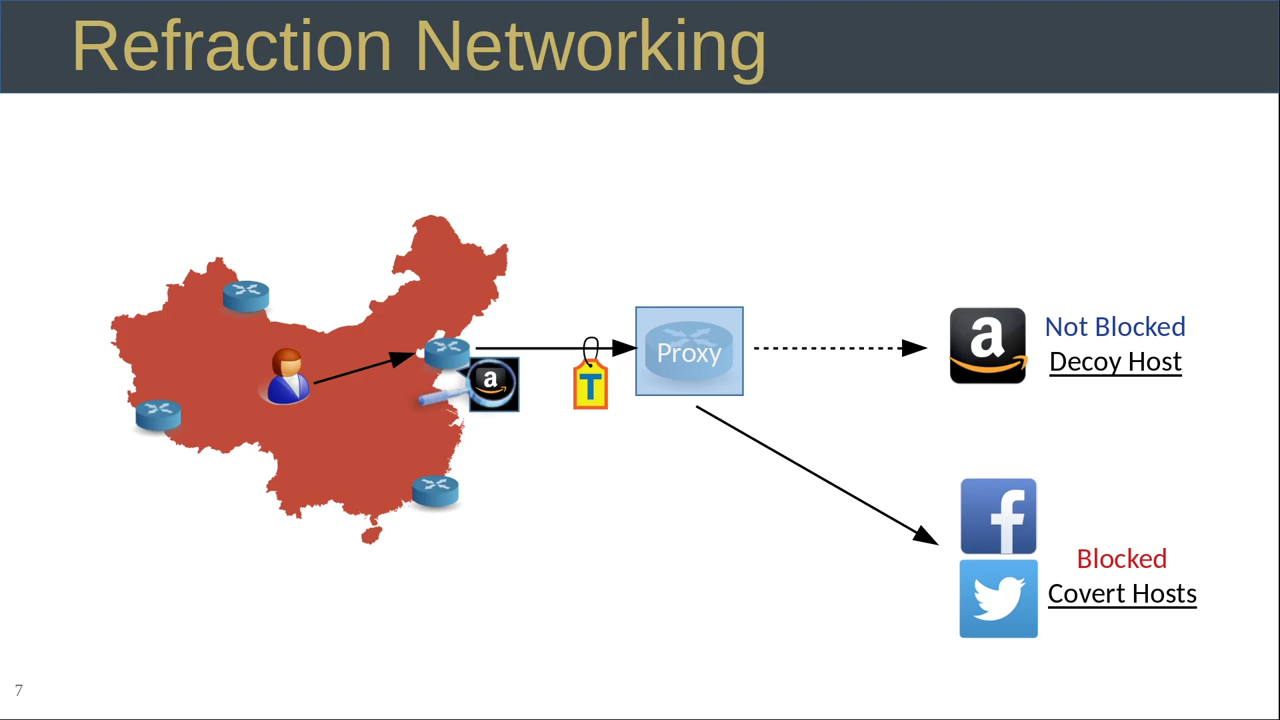 Refraction Networking
a
T
Proxy
a
Not Blocked
Decoy Host
f
Blocked
Covert Hosts
7